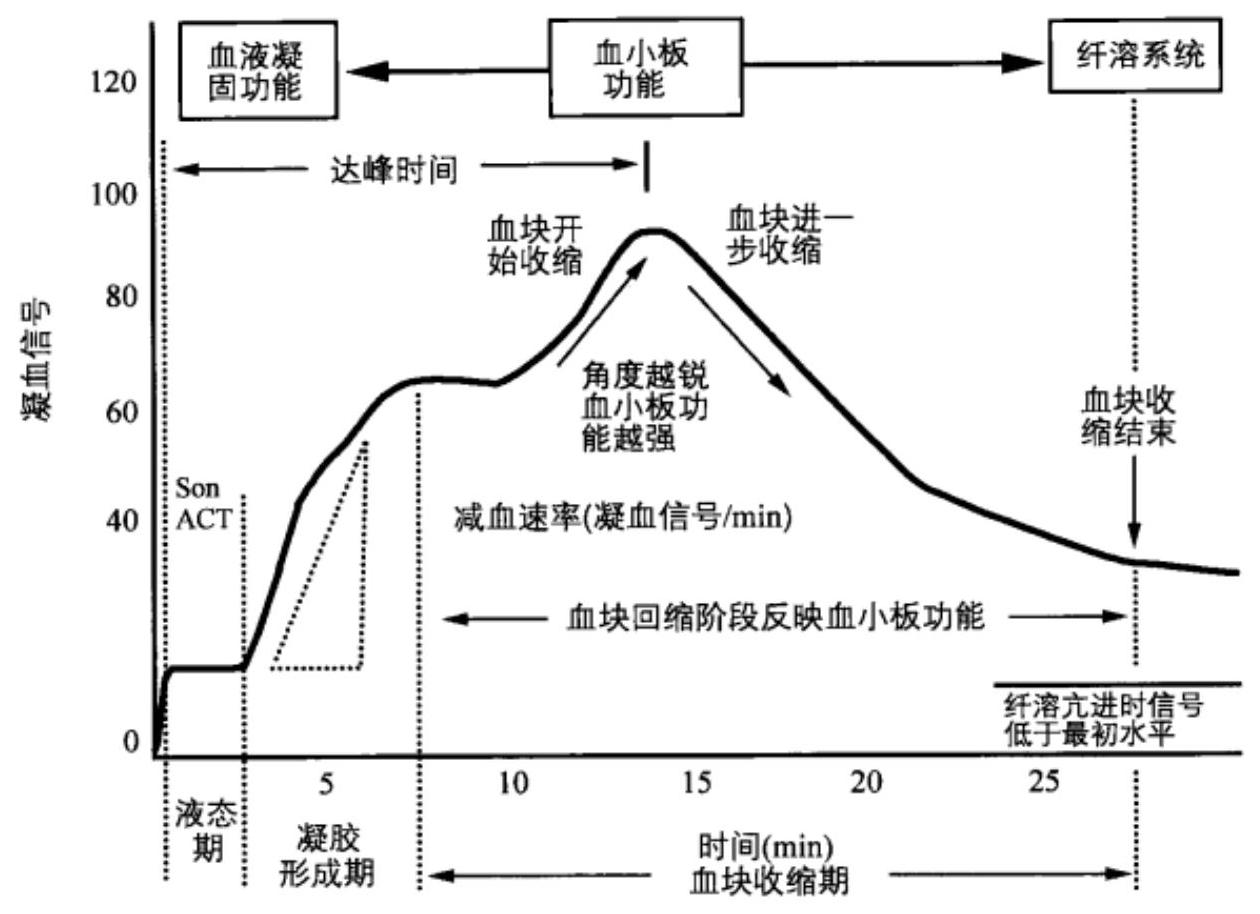 血液凝
固功能
血小板
功能
纤溶系统
达峰时间
血块开
始收缩
血块进一
步收缩
角度越锐
血小板功
能越强
血块收
缩结束
凝血信号
120
100
80
60
40
0
Son
ACT
减血速率(凝血信号/min)
血块回缩阶段反映血小板功能
纤溶亢进时信号
低于最初水平
5
10
15
20
25
液态
期
凝胶
形成期
时间(min)
血块收缩期